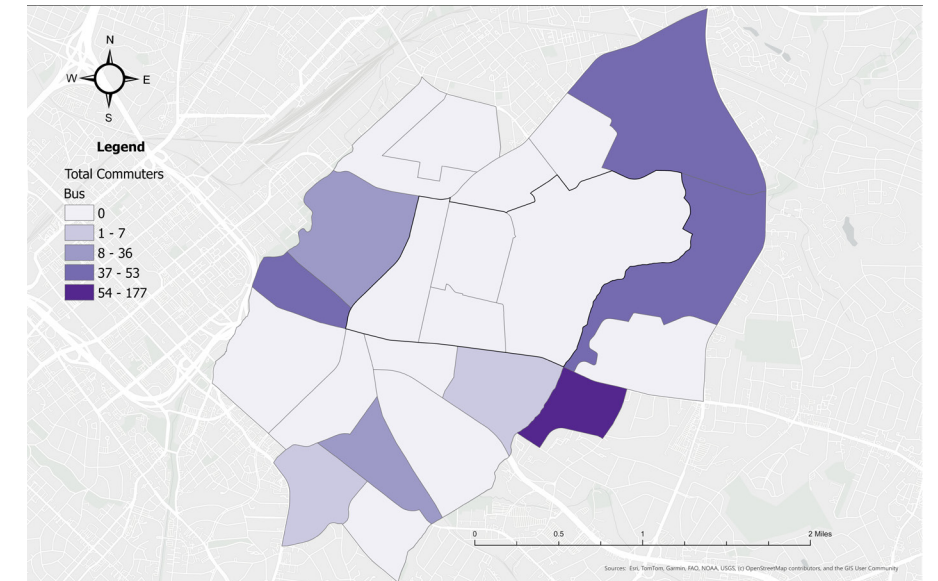 N
W E
S
Legend
Total Commuters
Bus
0
1 - 7
8 - 36
37 - 53
54 - 177
0 0.5 1 2 Miles
Sources: Esri, TomTom, Garmin, FAO, NOAA, USGS, (c) OpenStreetMap contributors, and the GIS User Community